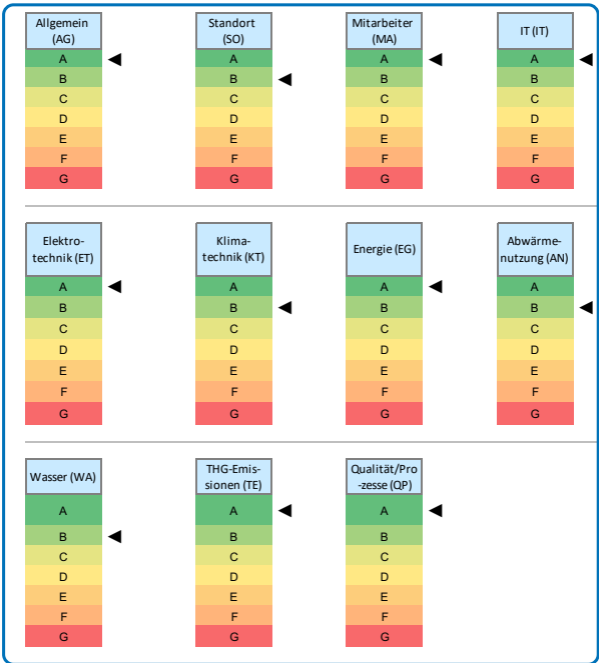 Allgemein
(AG)
A
B
C
D
E
F
G
Standort
(SO)
A
B
C
D
E
F
G
Mitarbeiter
(MA)
A
B
C
D
E
F
G
IT (IT)
A
B
C
D
E
F
G
Elektro-
technik (ET)
A
B
C
D
E
F
G
Klima-
technik (KT)
A
B
C
D
E
F
G
Energie (EG)
A
B
C
D
E
F
G
Abwärme-
nutzung (AN)
A
B
C
D
E
F
G
Wasser (WA)
A
B
C
D
E
F
G
THG-Emis-
sionen (TE)
A
B
C
D
E
F
G
Qualität/Pro
-zesse (QP)
A
B
C
D
E
F
G